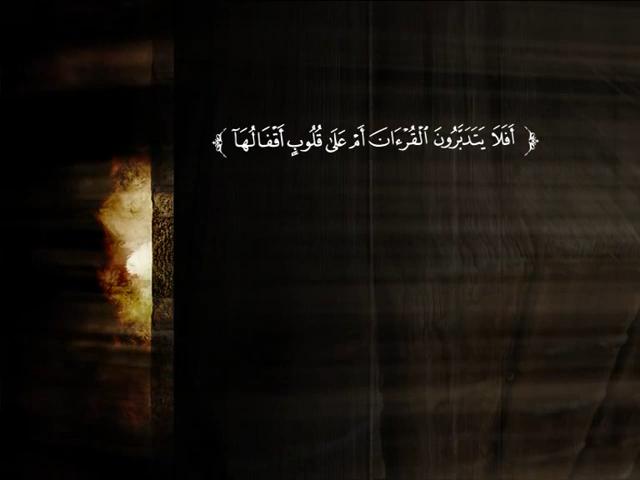 ﴿ أَفَلَا يَتَدَبَّرُونَ ٱلْقُرْءَانَ أَمْ عَلَىٰ قُلُوبٍ أَقْفَالُهَآ ﴾